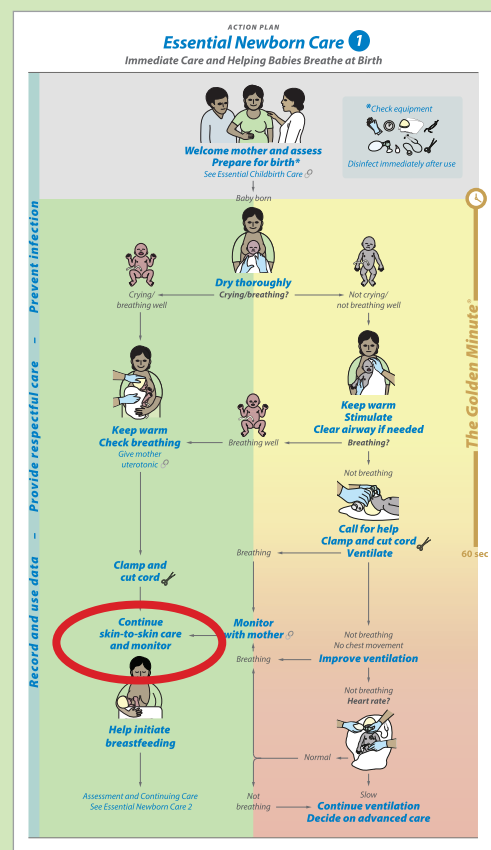 ACTION PLAN
Essential Newborn Care 1
Immediate Care and Helping Babies Breathe at Birth
*Check equipment
Disinfect immediately after use
Welcome mother and assess
Prepare for birth*
See Essential Childbirth Care
Baby born
Dry thoroughly
Crying/breathing?
Crying/
breathing well
Not crying/
not breathing well
Keep warm
Check breathing
Give mother
uterotonic
Breathing well
Keep warm
Stimulate
Clear airway if needed
Breathing?
Not breathing
Call for help
Clamp and cut cord
Ventilate
Breathing
60 sec
Clamp and
cut cord
Continue
skin-to-skin care
and monitor
Monitor
with mother
Not breathing
No chest movement
Breathing
Improve ventilation
Not breathing
Heart rate?
Help initiate
breastfeeding
Normal
Slow
Assessment and Continuing Care
See Essential Newborn Care 2
Not
breathing
Continue ventilation
Decide on advanced care
Record and use data – Provide respectful care – Prevent infection
The Golden Minute®